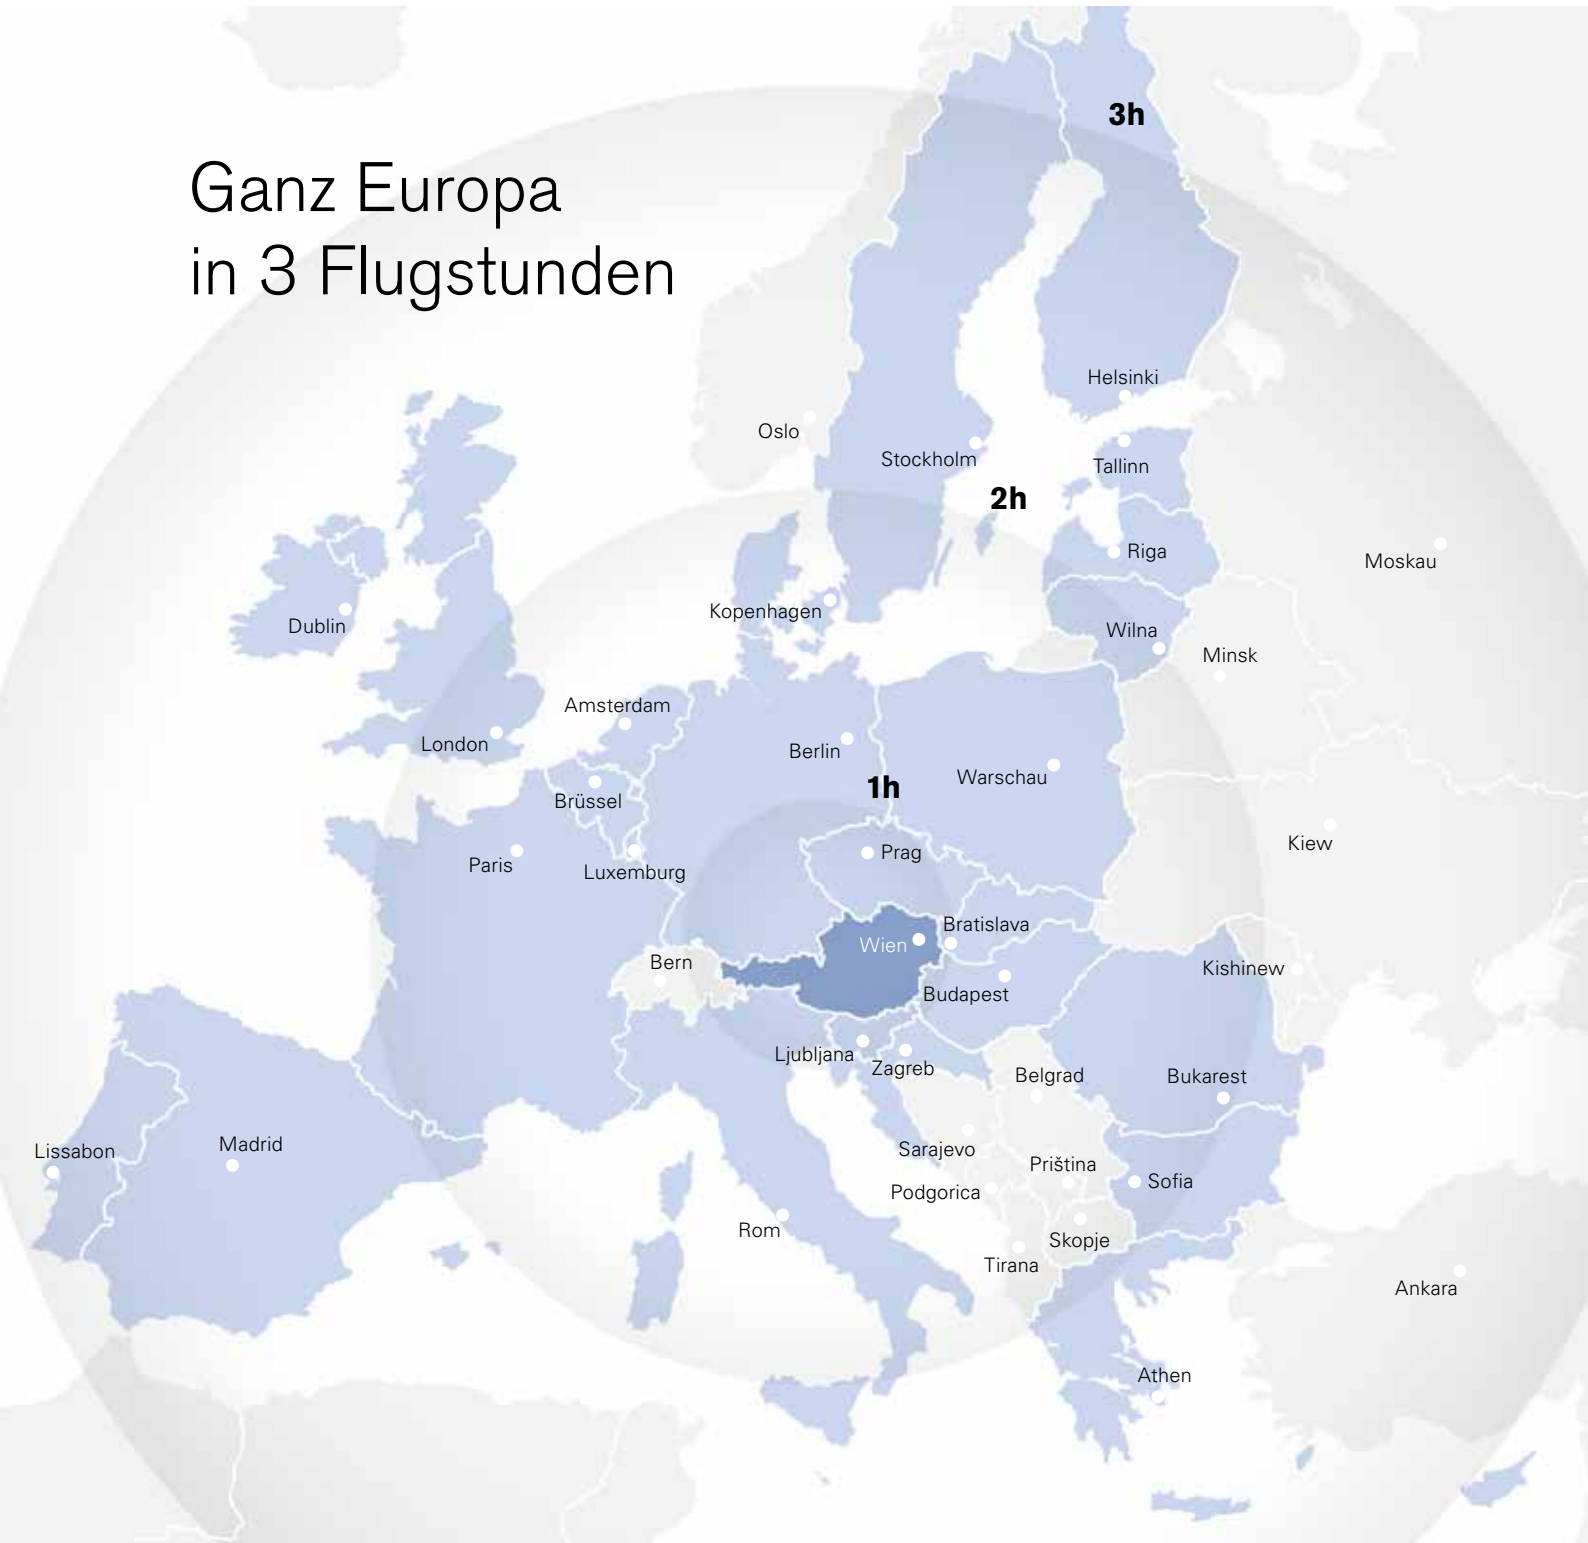 3h
Ganz Europa
in 3 Flugstunden
Helsinki
Oslo
Stockholm
Tallinn
2h
Riga
Moskau
Kopenhagen
Dublin
Wilna
Minsk
Amsterdam
London
Berlin
Warschau
1h
Brüssel
Kiew
Prag
Paris
Luxemburg
Bratislava
Wien
Bern
Kishinew
Budapest
Ljubljana
Zagreb
Belgrad
Bukarest
Lissabon
Madrid
Sarajevo
Priština
Sofia
Podgorica
Rom
Skopje
Tirana
Ankara
Athen